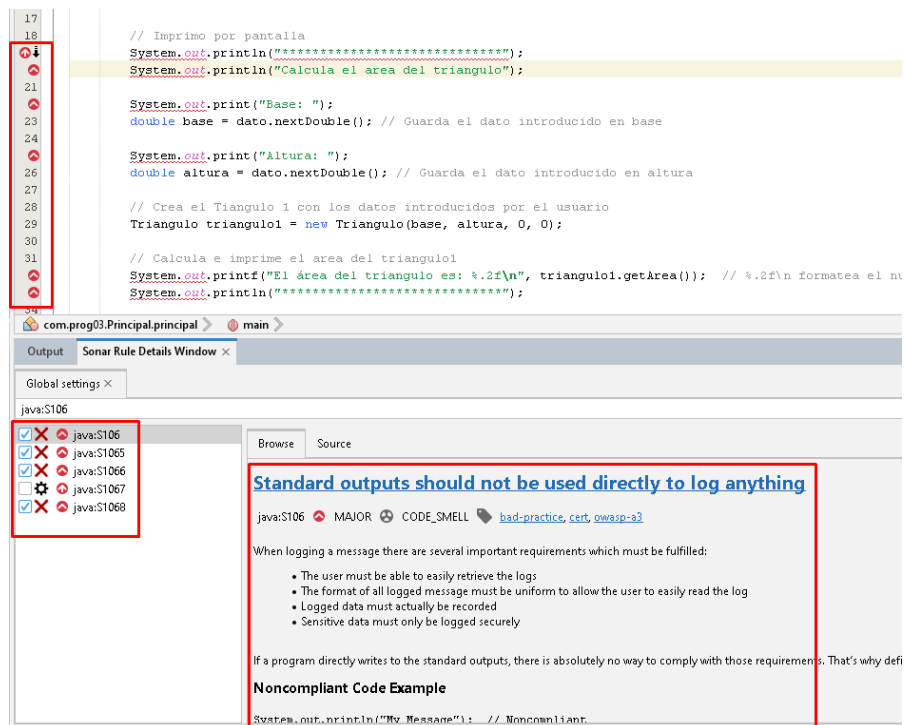 17
18 // Imprimo por pantalla
System.out.println("*****************************");
System.out.println("Calcula el area del triangulo");
21
System.out.print("Base: ");
23 double base = dato.nextDouble(); // Guarda el dato introducido en base
24
System.out.print("Altura: ");
26 double altura = dato.nextDouble(); // Guarda el dato introducido en altura
27
28 // Crea el Tiangulo 1 con los datos introducidos por el usuario
29 Triangulo triangulo1 = new Triangulo(base, altura, 0, 0);
30
31 // Calcula e imprime el area del triangulo1
System.out.printf("El área del triangulo es: %.2f\n", triangulo1.getArea()); // %.2f\n formatea el nu
System.out.println("*****************************");
34
com.prog03.Principal.principal main
Output Sonar Rule Details Window
Global settings
java:S106
java:S106
java:S1065
java:S1066
java:S1067
java:S1068
Browse Source
Standard outputs should not be used directly to log anything
java:S106 MAJOR CODE_SMELL bad-practice, cert, owasp-a3
When logging a message there are several important requirements which must be fulfilled:
• The user must be able to easily retrieve the logs
• The format of all logged message must be uniform to allow the user to easily read the log
• Logged data must actually be recorded
• Sensitive data must only be logged securely
If a program directly writes to the standard outputs, there is absolutely no way to comply with those requirements. That's why defi
Noncompliant Code Example
System.out.println("My Message"); // Noncompliant